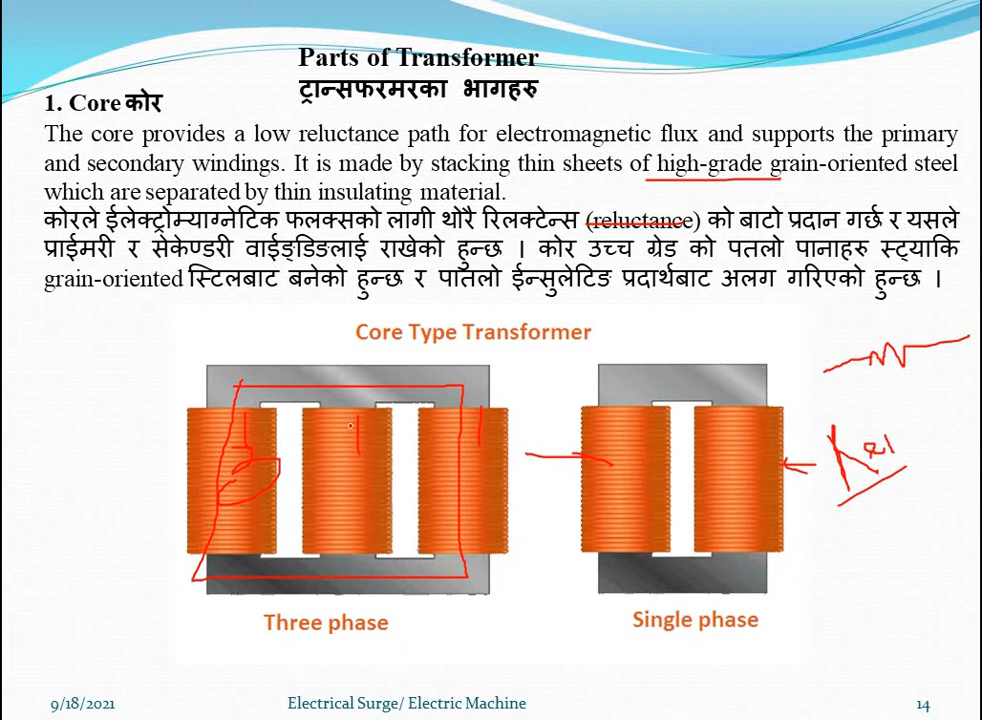 Parts of Transformer
ट्रान्सफरमरका भागहरु
1. Core कोर
The core provides a low reluctance path for electromagnetic flux and supports the primary
and secondary windings. It is made by stacking thin sheets of high-grade grain-oriented steel
which are separated by thin insulating material.
कोरले ईलेक्ट्रोम्याग्नेटिक फलक्सको लागी थोरै रिलक्टेन्स (reluctance) को बाटो प्रदान गर्छ र यसले
प्राईमरी र सेकेण्डरी वाईङ्डिङलाई राखेको हुन्छ । कोर उच्च ग्रेड को पतलो पानाहरु स्ट्याकि
grain-oriented स्टिलबाट बनेको हुन्छ र पातलो ईन्सुलेटिङ प्रदार्थबाट अलग गरिएको हुन्छ ।
Core Type Transformer
Three phase
Single phase
9/18/2021
Electrical Surge/ Electric Machine
14